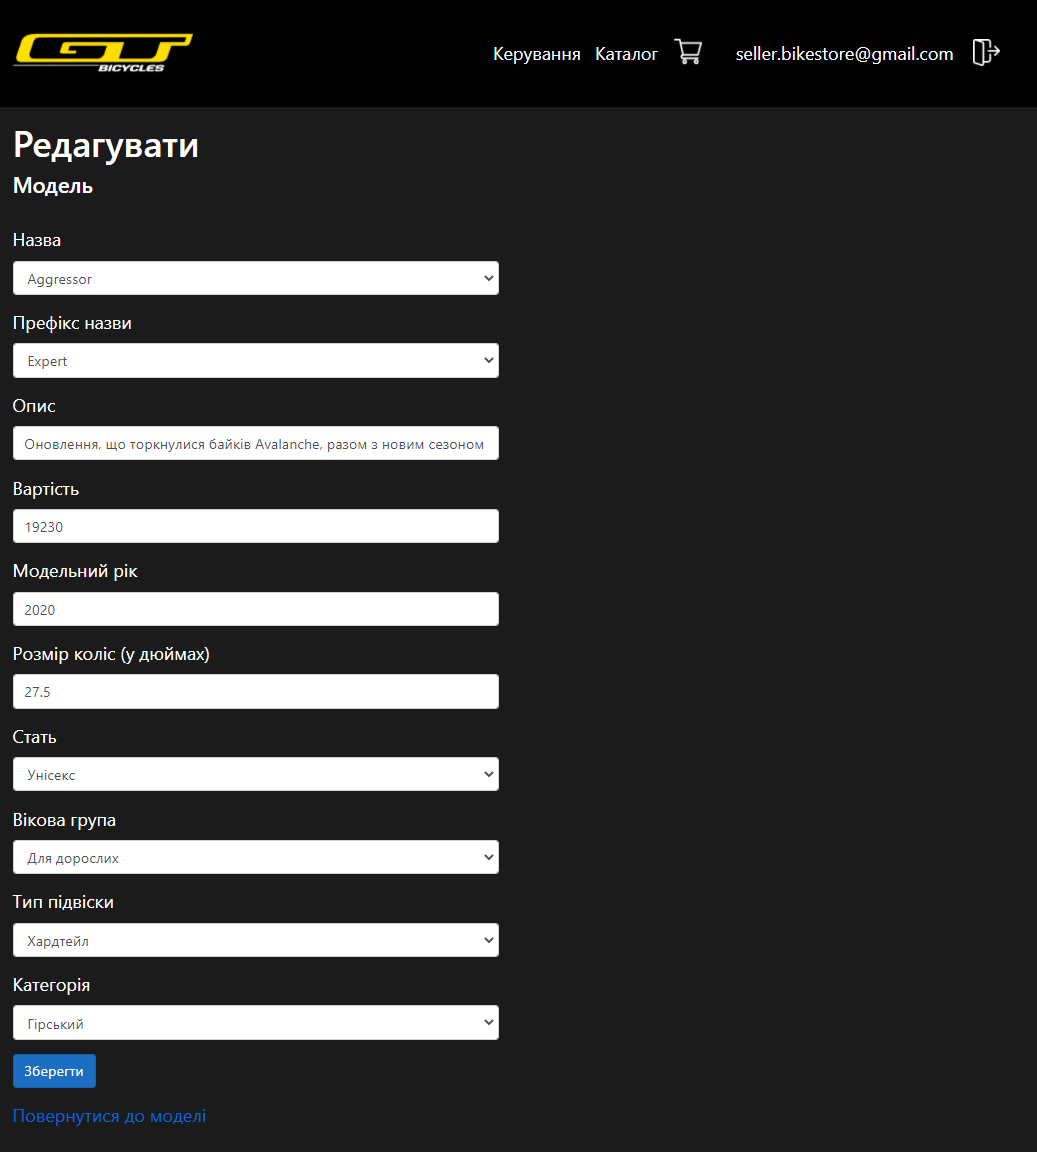 GT
BICYCLES
Керування Каталог seller.bikestore@gmail.com
Редагувати
Модель
Назва
Aggressor
Префікс назви
Expert
Опис
Оновлення, що торкнулися байків Avalanche, разом з новим сезоном
Вартість
19230
Модельний рік
2020
Розмір коліс (у дюймах)
27.5
Стать
Унісекс
Вікова група
Для дорослих
Тип підвіски
Хардтейл
Категорія
Гірський
Зберегти
Повернутися до моделі